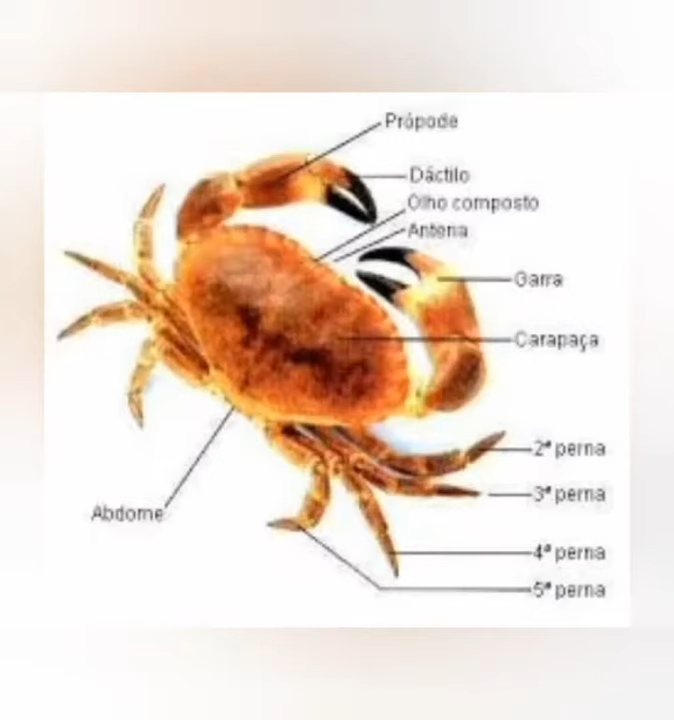 Própode
Dáctilo
Olho composto
Antena
Garra
Carapaça
2ª perna
3ª perna
Abdome
4ª perna
5ª perna